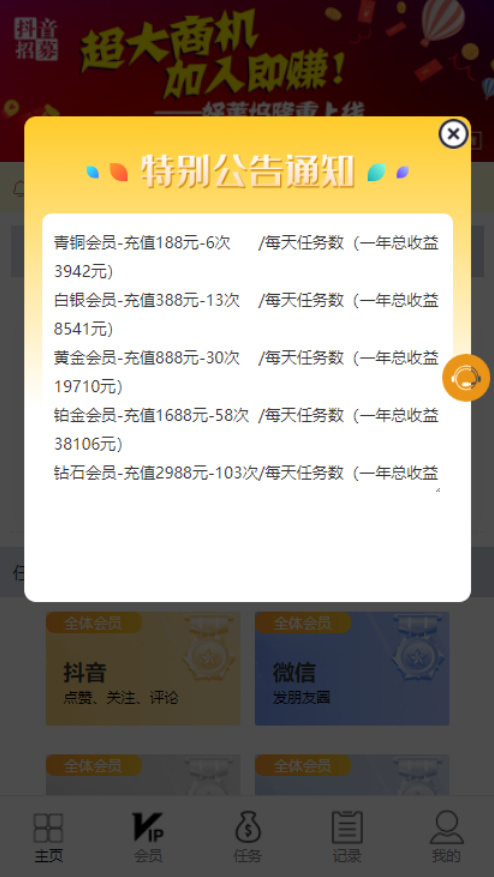 抖音
招募
超大商机
加入即赚！
——好莱坞隆重上线
特别公告通知
青铜会员-充值188元-6次 /每天任务数（一年总收益
3942元）
白银会员-充值388元-13次 /每天任务数（一年总收益
8541元）
黄金会员-充值888元-30次 /每天任务数（一年总收益
19710元）
铂金会员-充值1688元-58次 /每天任务数（一年总收益
38106元）
钻石会员-充值2988元-103次/每天任务数（一年总收益
任
全体会员
全体会员
抖音
微信
点赞、关注、评论
发朋友圈
全体会员
全体会员
VIP
主页
会员
任务
记录
我的